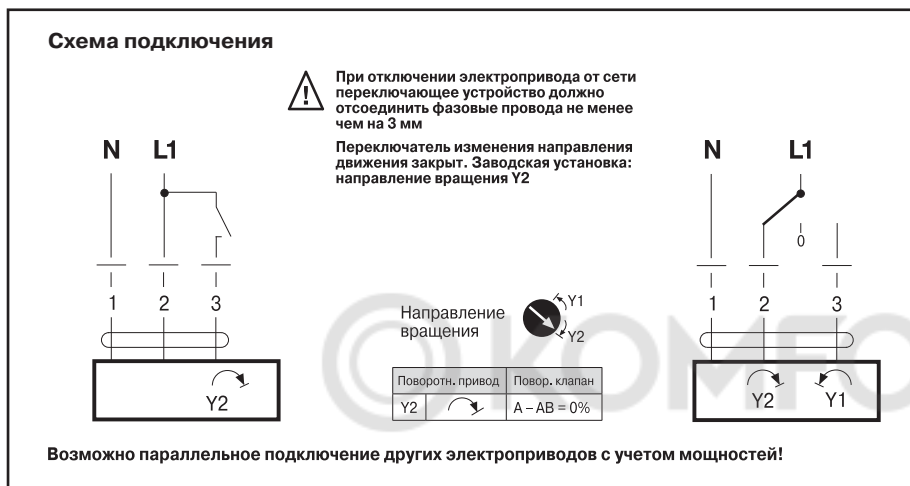 Схема подключения
При отключении электропривода от сети
переключающее устройство должно
отсоединить фазовые провода не менее
чем на 3 мм
Переключатель изменения направления
движения закрыт. Заводская установка:
направление вращения Y2
N L1
1 2 3
Y2
Направление
вращения
Y1
Y2
Поворотн. привод Повор. клапан
Y2 A – AB = 0%
N L1
0
1 2 3
Y2 Y1
KOMFO
Возможно параллельное подключение других электроприводов с учетом мощностей!